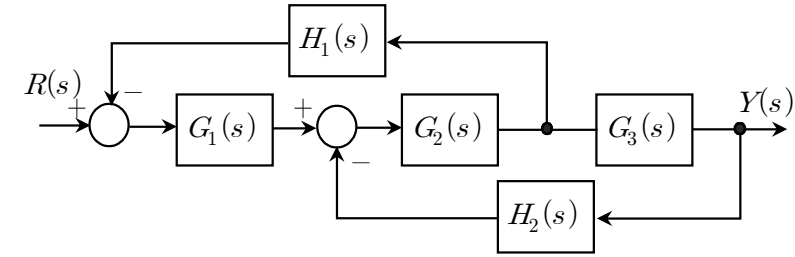 H₁(s)
R(s)
+
−
G₁(s)
+
−
G₂(s)
G₃(s)
Y(s)
H₂(s)